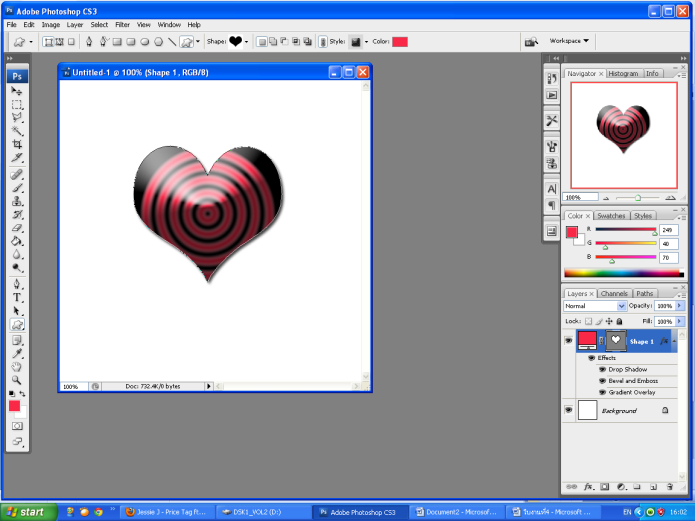 Adobe Photoshop CS3
File Edit Image Layer Select Filter View Window Help
Shape: Style: Color: Workspace
Untitled-1 @ 100% (Shape 1, RGB/8)
Ps
100% Doc: 732.4K/0 bytes
Navigator × Histogram Info
100%
Color × Swatches Styles
R 249
G 40
B 70
Layers × Channels Paths
Normal Opacity: 100%
Lock: Fill: 100%
Shape 1 fx
Effects
Drop Shadow
Bevel and Emboss
Gradient Overlay
Background
start Jessie J - Price Tag ft... DSK1_VOL2 (D:) Adobe Photoshop CS3 Document2 - Microsof... ใบงานที่4 - Microsoft ... EN 16:02